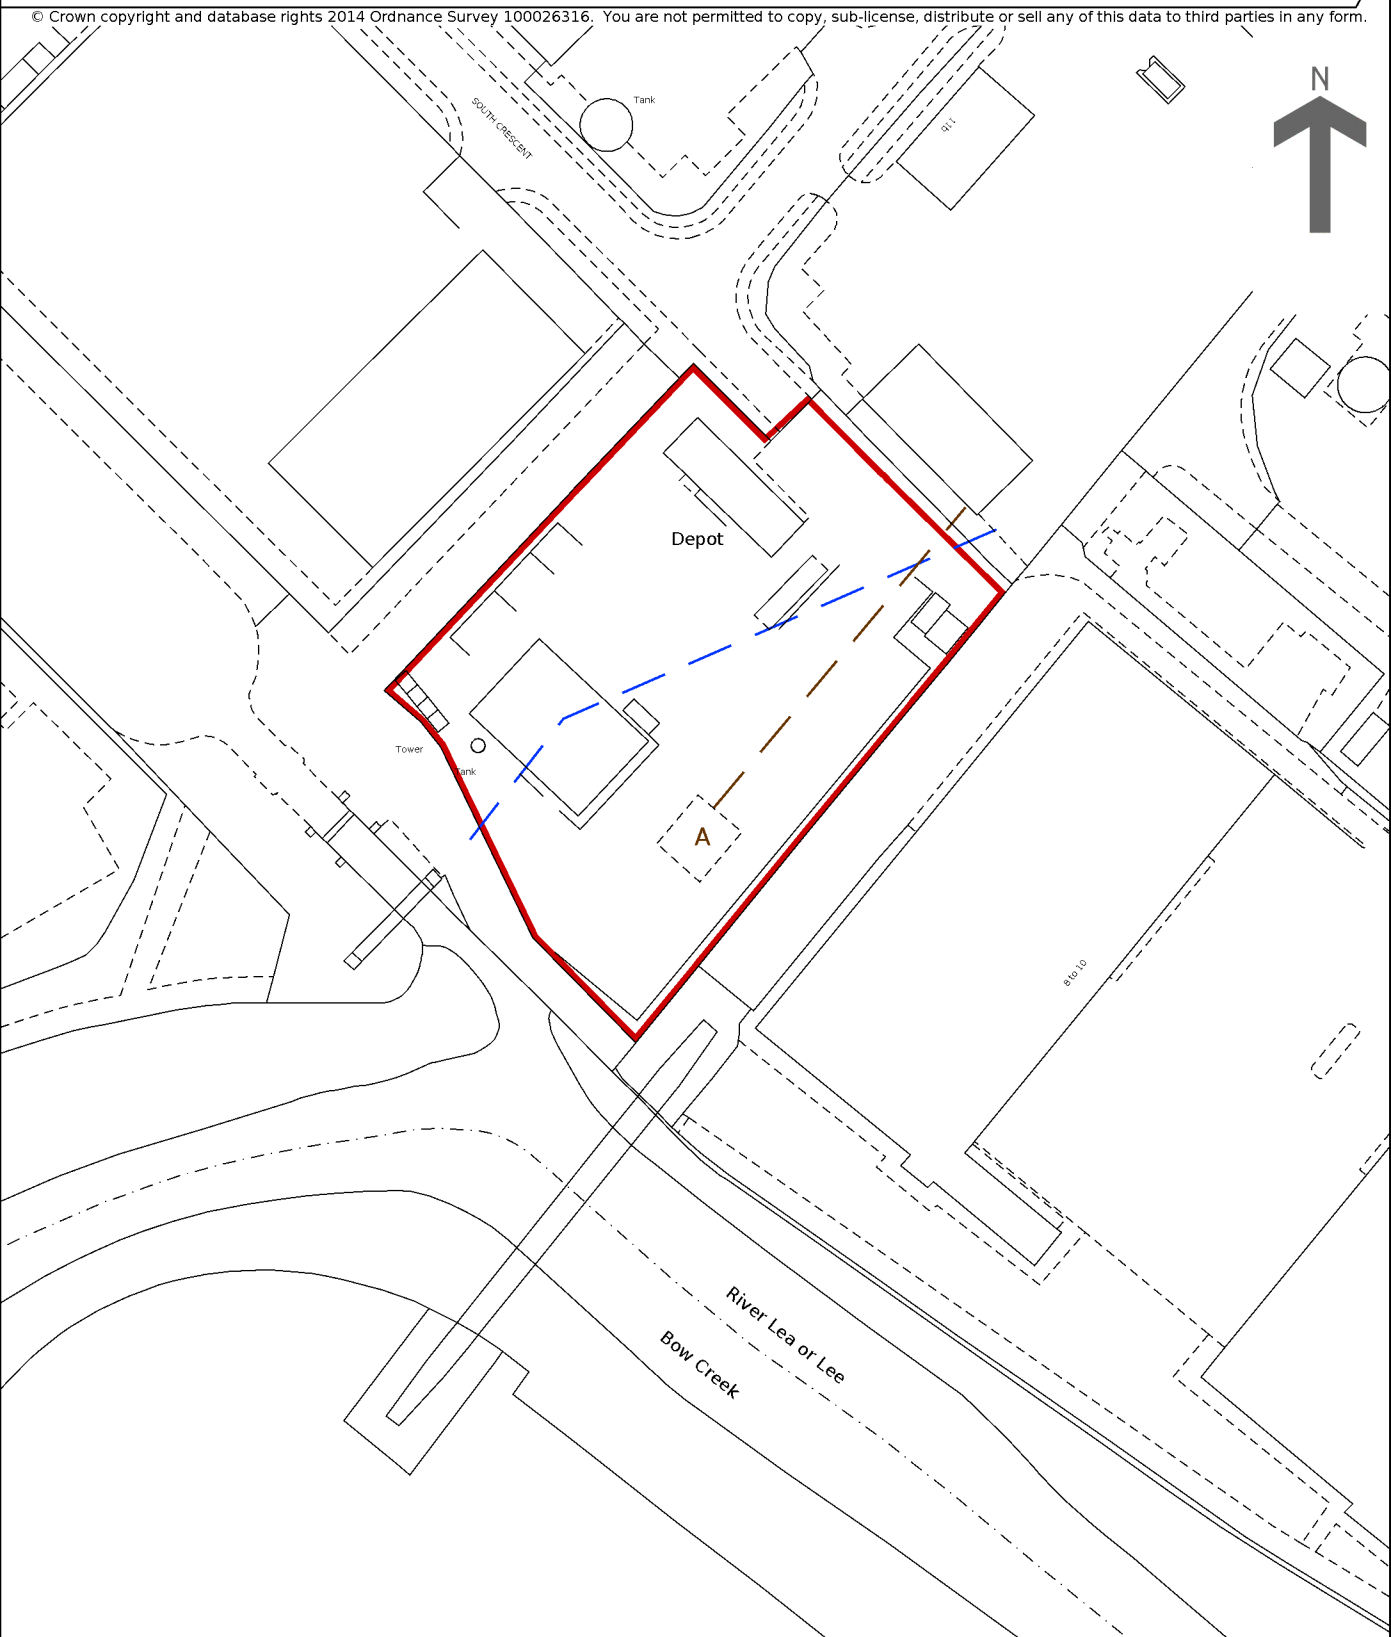 © Crown copyright and database rights 2014 Ordnance Survey 100026316. You are not permitted to copy, sub-license, distribute or sell any of this data to third parties in any form.
N
Tank
SOUTH CRESCENT
11b
Depot
Tower
Tank
A
8 to 10
River Lea or Lee
Bow Creek